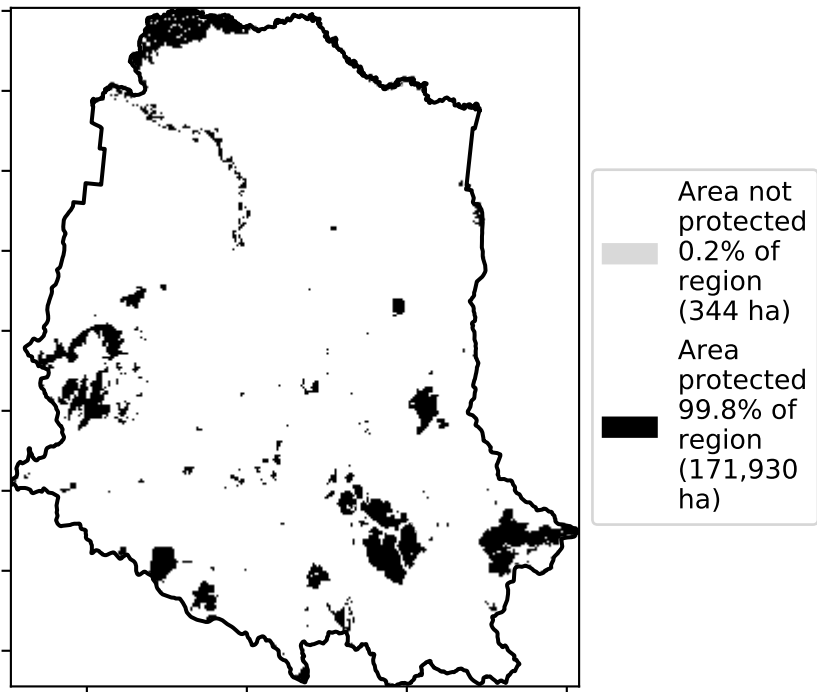 Area not
protected
0.2% of
region
(344 ha)
Area
protected
99.8% of
region
(171,930
ha)